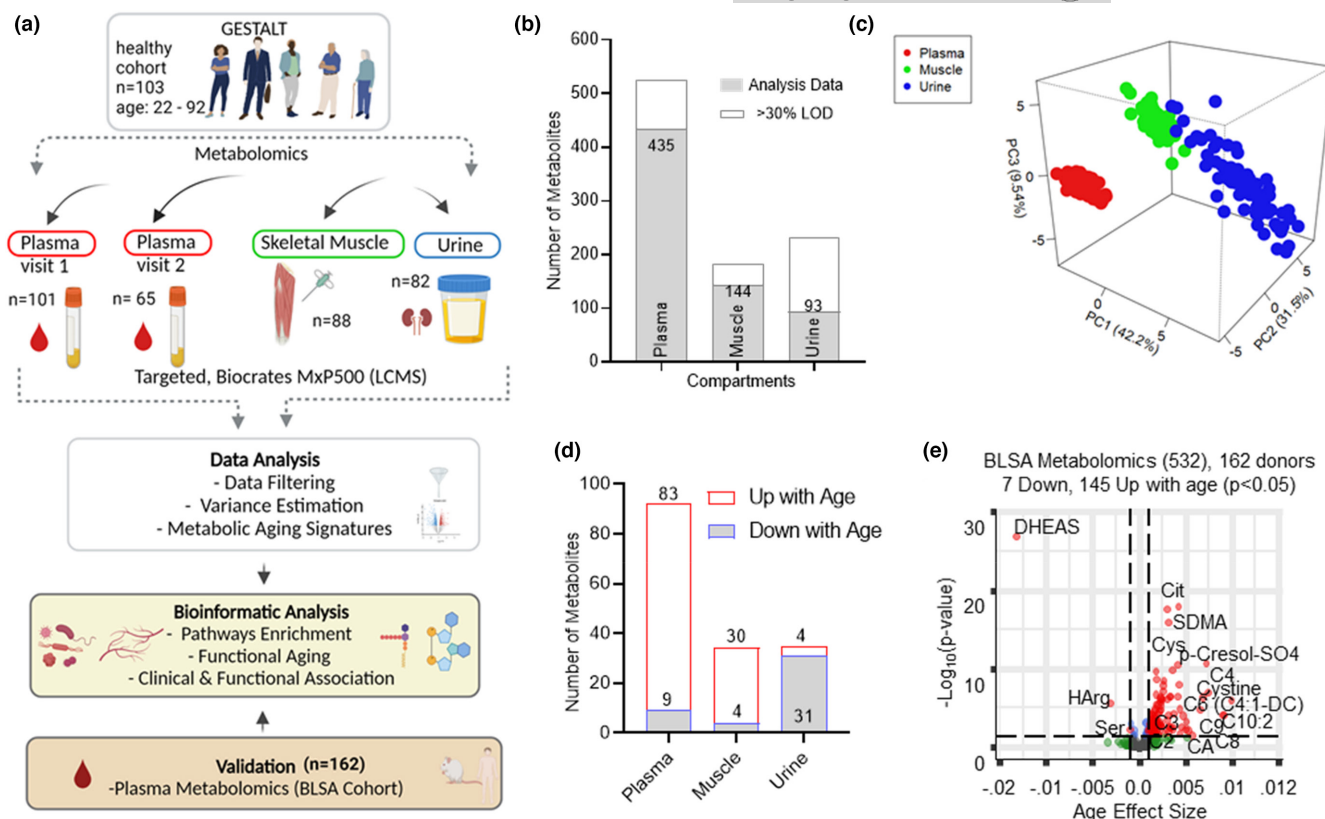 (a)
GESTALT
healthy
cohort
n=103
age: 22 - 92
Metabolomics
Plasma
visit 1
Plasma
visit 2
Skeletal Muscle
Urine
n=101
n= 65
n=88
n=82
Targeted, Biocrates MxP500 (LCMS)
Data Analysis
- Data Filtering
- Variance Estimation
- Metabolic Aging Signatures
Bioinformatic Analysis
- Pathways Enrichment
- Functional Aging
- Clinical & Functional Association
Validation (n=162)
-Plasma Metabolomics (BLSA Cohort)
(b)
Number of Metabolites
600
500
400
300
200
100
0
Analysis Data
>30% LOD
435
144
93
Plasma
Muscle
Urine
Compartments
(c)
Plasma
Muscle
Urine
PC3 (9.54%)
5
0
-5
PC1 (42.2%)
0
5
PC2 (31.5%)
-5
0
5
(d)
Number of Metabolites
100
80
60
40
20
0
Up with Age
Down with Age
83
9
30
4
4
31
Plasma
Muscle
Urine
(e)
BLSA Metabolomics (532), 162 donors
7 Down, 145 Up with age (p<0.05)
-Log10(p-value)
30
20
10
0
DHEAS
Cit
SDMA
Cys
p-Cresol-SO4
C4
Cystine
HArg
C6 (C4:1-DC)
Ser
C3
C9
C10:2
C2
CA
C8
-.02
-.01
-.005
0.0
.005
.01
.012
Age Effect Size